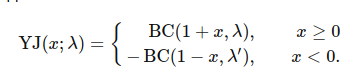 YJ(x; λ) = { BC(1 + x, λ), x ≥ 0
− BC(1 − x, λ′), x < 0.